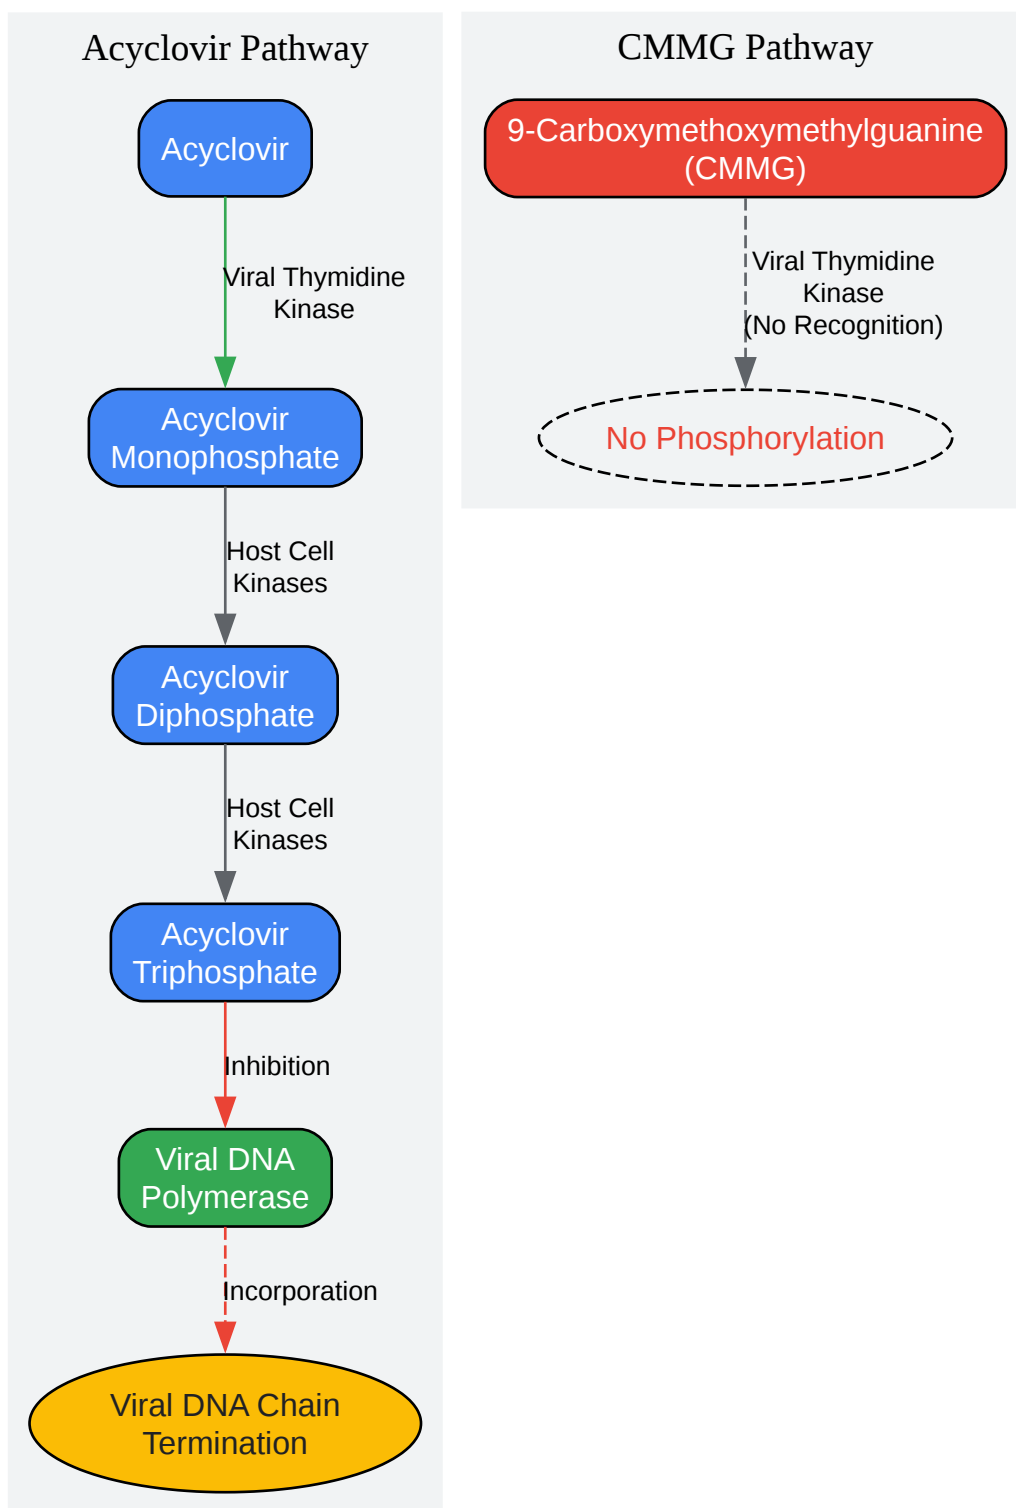 Acyclovir Pathway
Acyclovir
Viral Thymidine
Kinase
Acyclovir
Monophosphate
Host Cell
Kinases
Acyclovir
Diphosphate
Host Cell
Kinases
Acyclovir
Triphosphate
Inhibition
Viral DNA
Polymerase
Incorporation
Viral DNA Chain
Termination
CMMG Pathway
9-Carboxymethoxymethylguanine
(CMMG)
Viral Thymidine
Kinase
(No Recognition)
No Phosphorylation